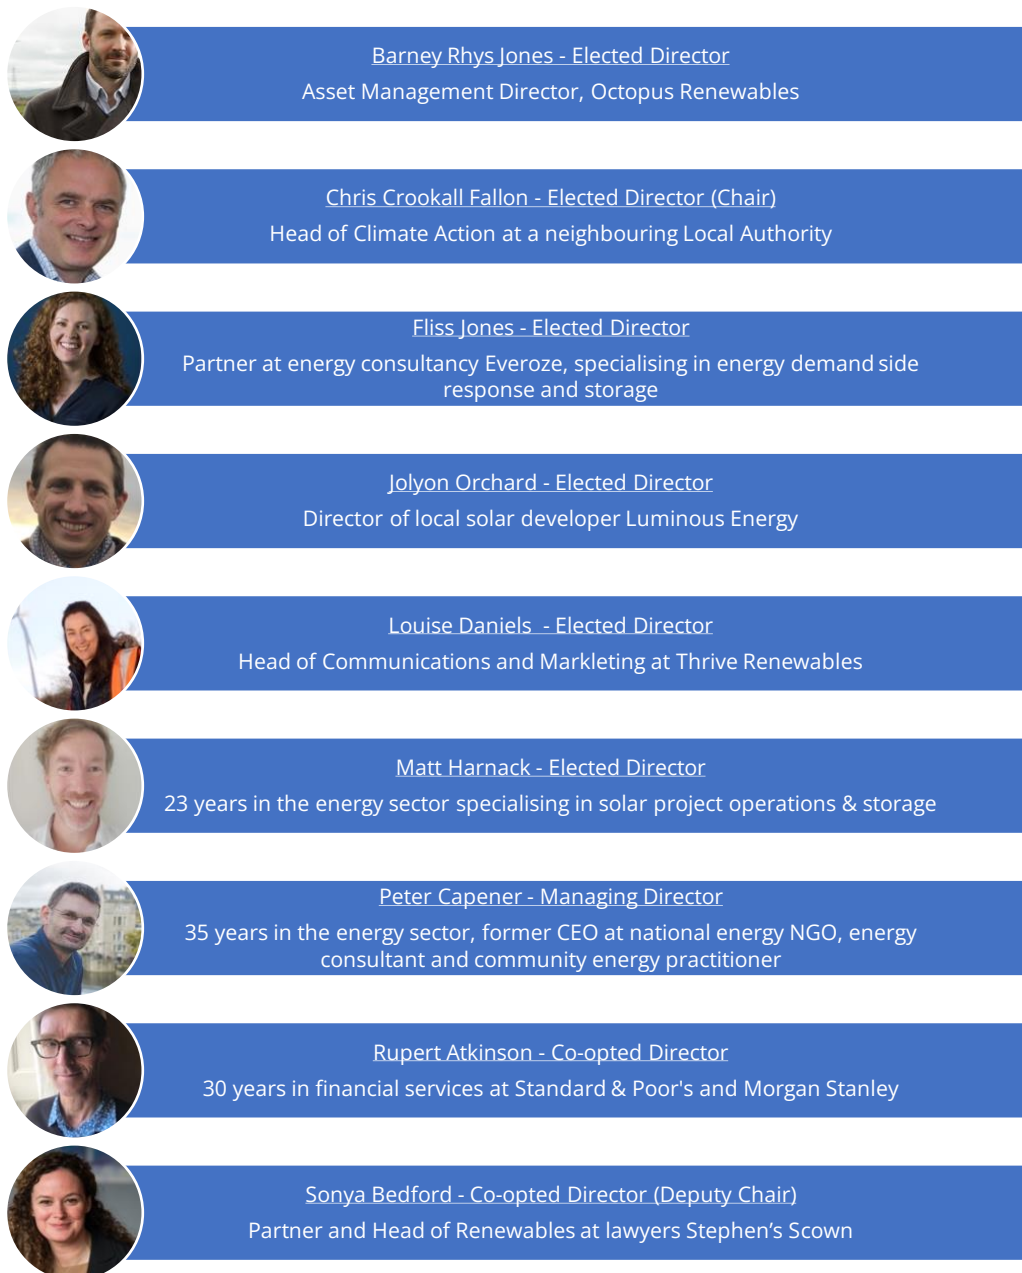 Barney Rhys Jones - Elected Director
Asset Management Director, Octopus Renewables
Chris Crookall Fallon - Elected Director (Chair)
Head of Climate Action at a neighbouring Local Authority
Fliss Jones - Elected Director
Partner at energy consultancy Everoze, specialising in energy demand side
response and storage
Jolyon Orchard - Elected Director
Director of local solar developer Luminous Energy
Louise Daniels  - Elected Director
Head of Communications and Markleting at Thrive Renewables
Matt Harnack - Elected Director
23 years in the energy sector specialising in solar project operations & storage
Peter Capener - Managing Director
35 years in the energy sector, former CEO at national energy NGO, energy
consultant and community energy practitioner
Rupert Atkinson - Co-opted Director
30 years in financial services at Standard & Poor's and Morgan Stanley
Sonya Bedford - Co-opted Director (Deputy Chair)
Partner and Head of Renewables at lawyers Stephen’s Scown